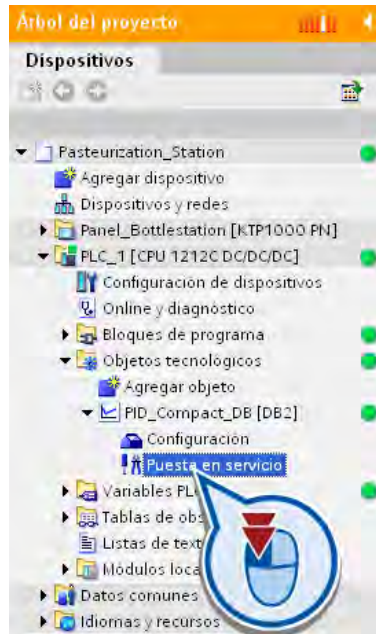 Árbol del proyecto
Dispositivos
Pasteurization_Station
Agregar dispositivo
Dispositivos y redes
Panel_Bottlestation [KTP1000 PN]
PLC_1 [CPU 1212C DC/DC/DC]
Configuración de dispositivos
Online y diagnóstico
Bloques de programa
Objetos tecnológicos
Agregar objeto
PID_Compact_DB [DB2]
Configuración
Puesta en servicio
Variables PL
Tablas de obs
Listas de text
Módulos loca
Datos comunes
Idiomas y recursos